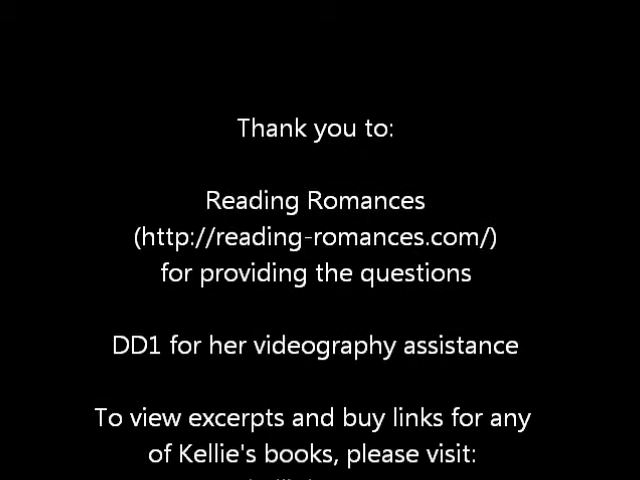 Thank you to:
Reading Romances
(http://reading-romances.com/)
for providing the questions
DD1 for her videography assistance
To view excerpts and buy links for any
of Kellie's books, please visit: